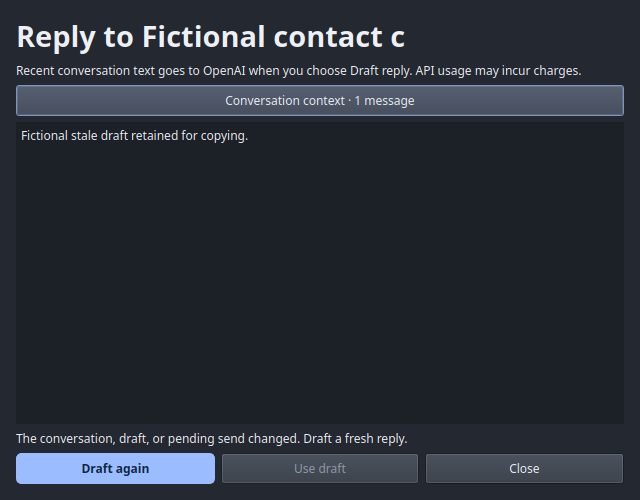 Reply to Fictional contact c
Recent conversation text goes to OpenAI when you choose Draft reply. API usage may incur charges.
Conversation context · 1 message
Fictional stale draft retained for copying.
The conversation, draft, or pending send changed. Draft a fresh reply.
Draft again
Use draft
Close